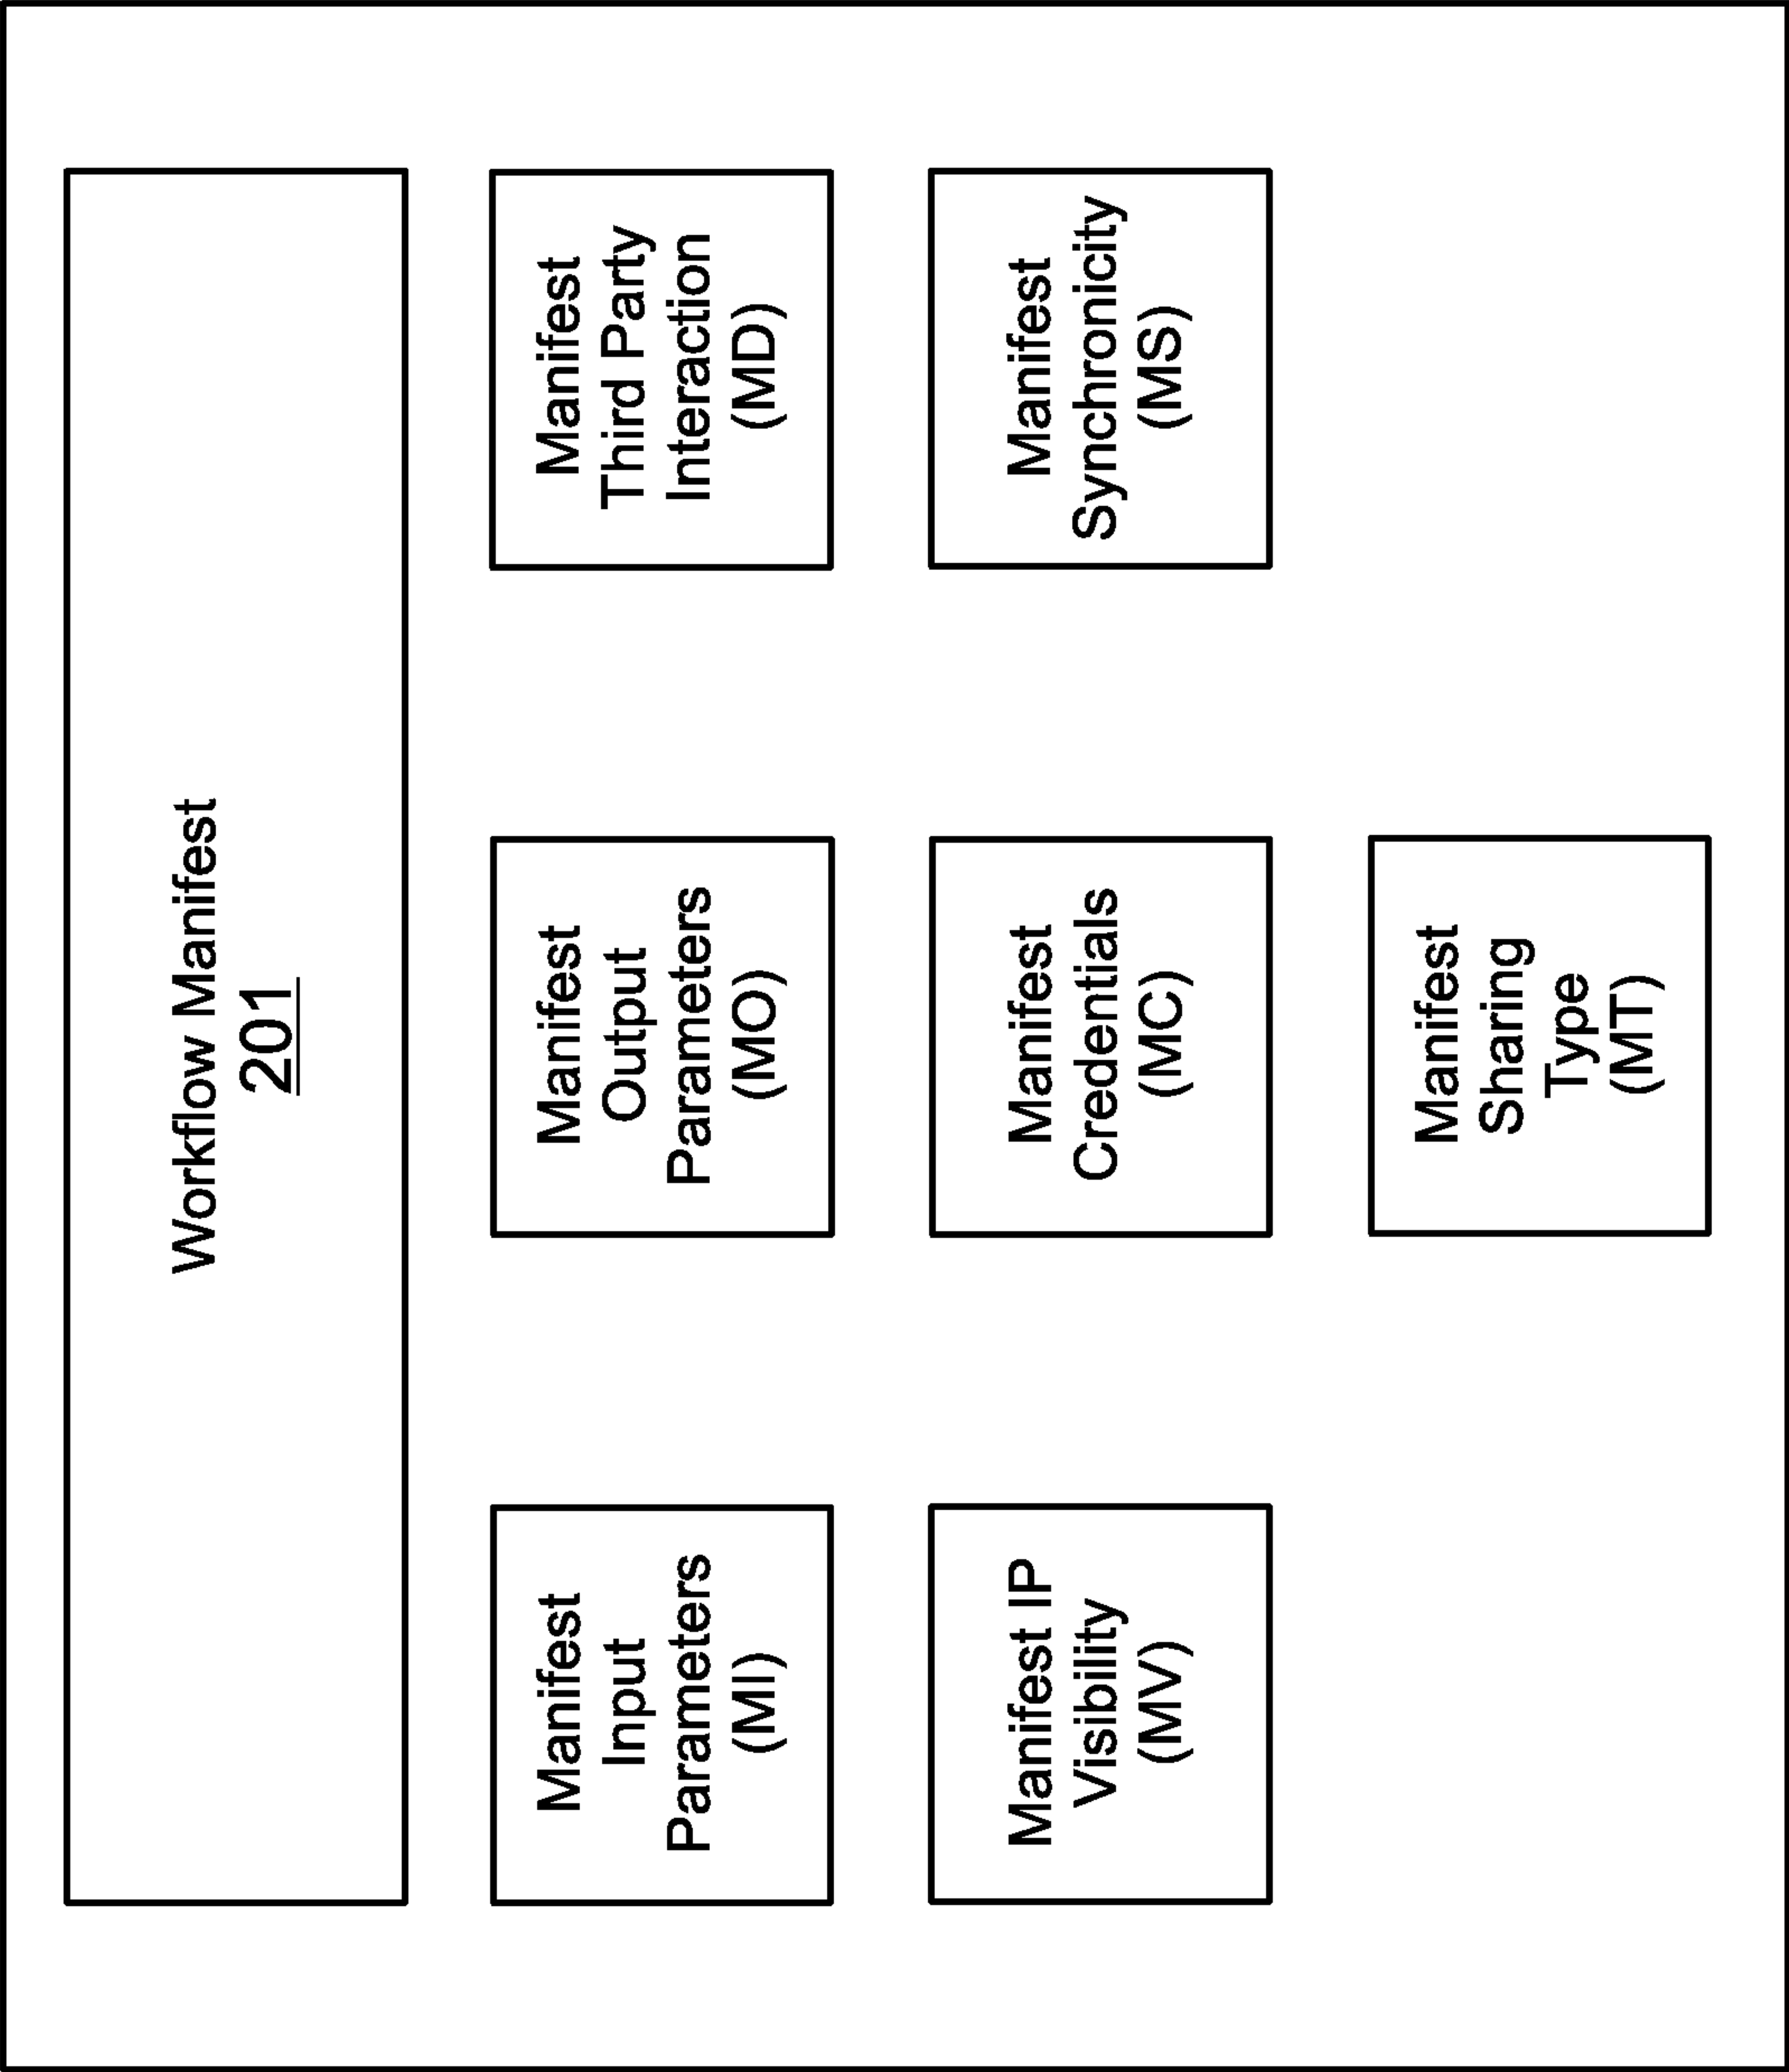 Workflow Manifest
201
Manifest
Input
Parameters
(MI)
Manifest
Output
Parameters
(MO)
Manifest
Third Party
Interaction
(MD)
Manifest IP
Visibility
(MV)
Manifest
Credentials
(MC)
Manifest
Synchronicity
(MS)
Manifest
Sharing
Type
(MT)